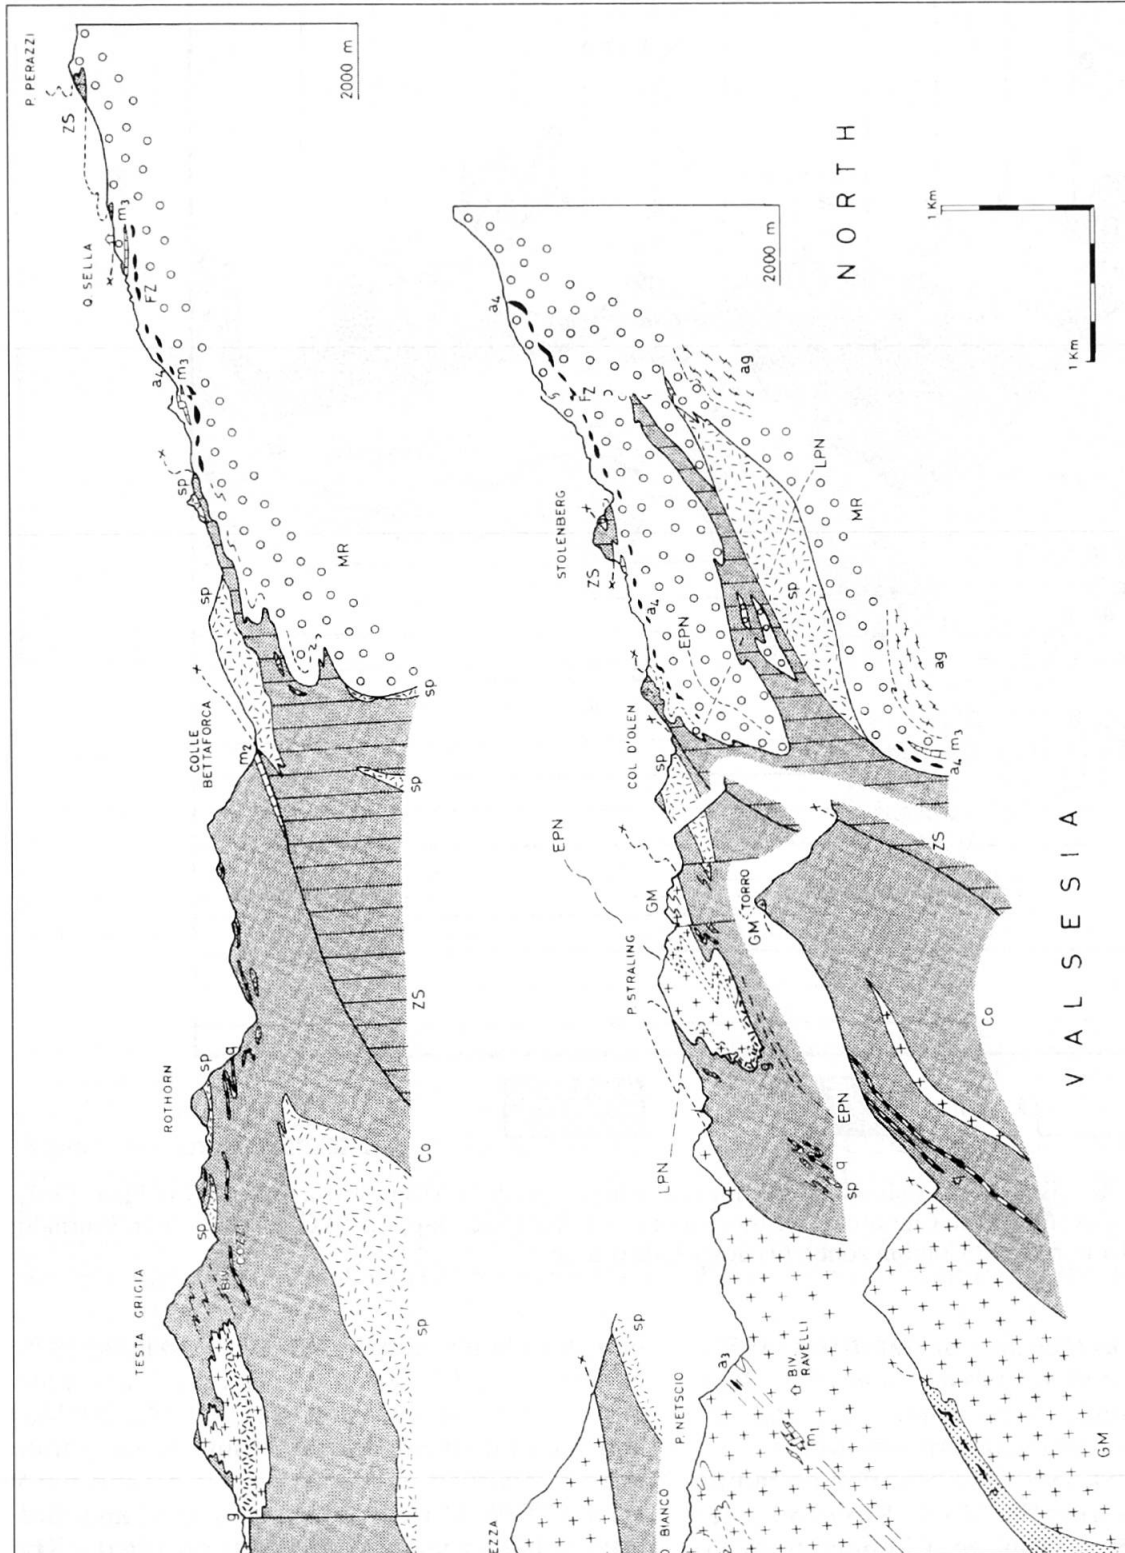 P. PERAZZI
ZS
2000 m
Q. SELLA
m3
FZ
a4
m3
sp
MR
sp
COLLE
BETTAFORCA
m2
sp
sp
ZS
ROTHORN
sp
q
Co
sp
TESTA GRIGIA
BIV.
COZZI
sp
g
NORTH
1 Km
1 Km
2000 m
a4
FZ
ag
LPN
STOLENBERG
ZS
a4
EPN
MR
sp
ag
m3
a4
COL D'OLEN
sp
EPN
GM
TORRO
GM
ZS
P. STRALING
g
LPN
EPN
sp
q
q
Co
VALSESIA
sp
P. NETSCIO
a3
BIV.
RAVELLI
m1
BIANCO
EZZA
GM